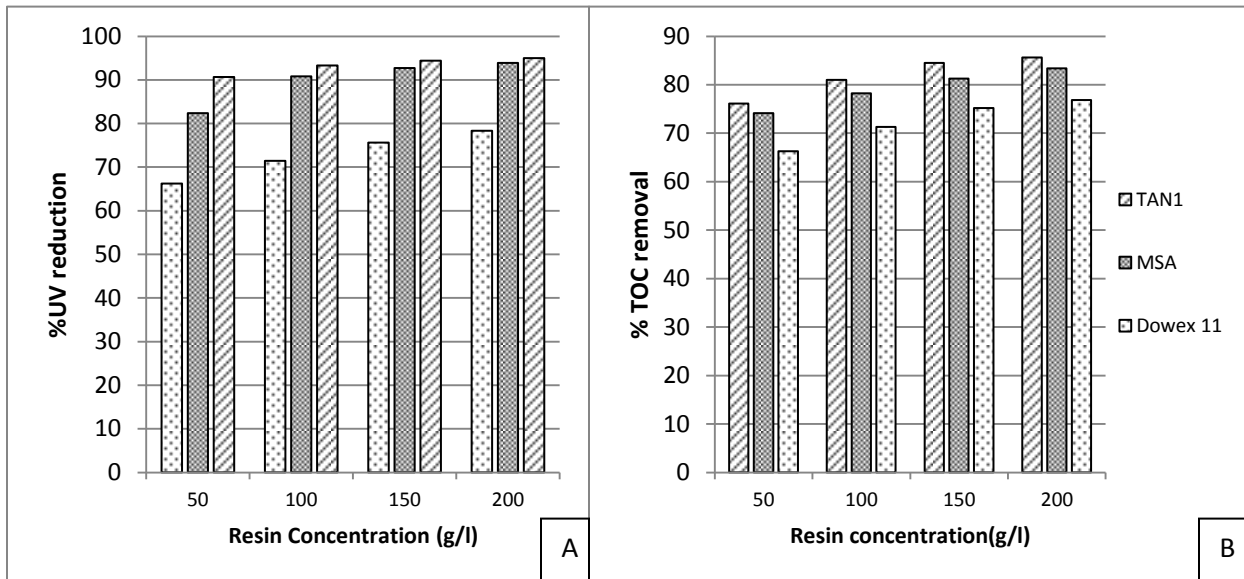 %UV reduction
100
90
80
70
60
50
40
30
20
10
0
50 100 150 200
Resin Concentration (g/l)
A
% TOC removal
90
80
70
60
50
40
30
20
10
0
50 100 150 200
Resin concentration(g/l)
TAN1
MSA
Dowex 11
B